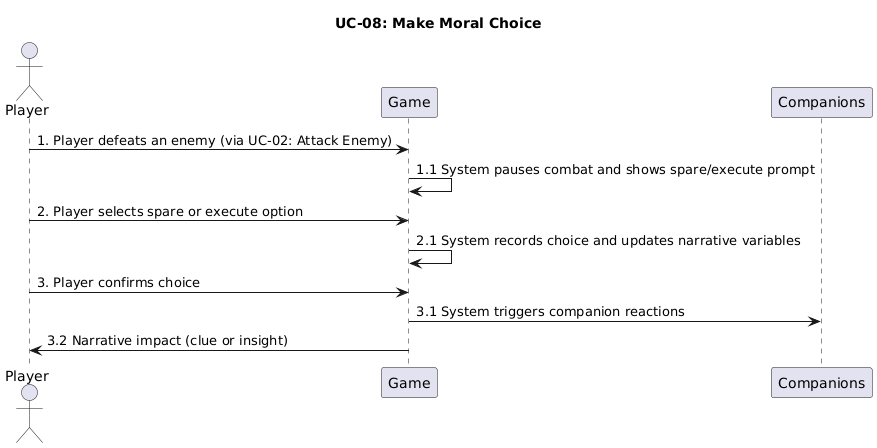 UC-08: Make Moral Choice
Player
Game
Companions
1. Player defeats an enemy (via UC-02: Attack Enemy)
1.1 System pauses combat and shows spare/execute prompt
2. Player selects spare or execute option
2.1 System records choice and updates narrative variables
3. Player confirms choice
3.1 System triggers companion reactions
3.2 Narrative impact (clue or insight)
Player
Game
Companions